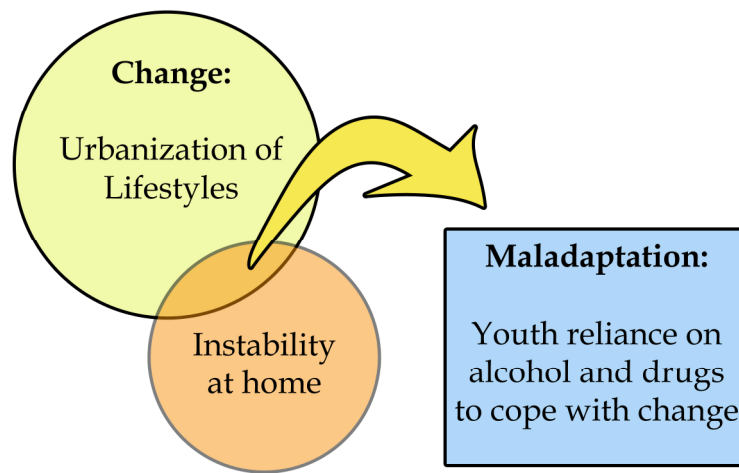 Change:
Urbanization of
Lifestyles
Instability
at home
Maladaptation:
Youth reliance on
alcohol and drugs
to cope with change